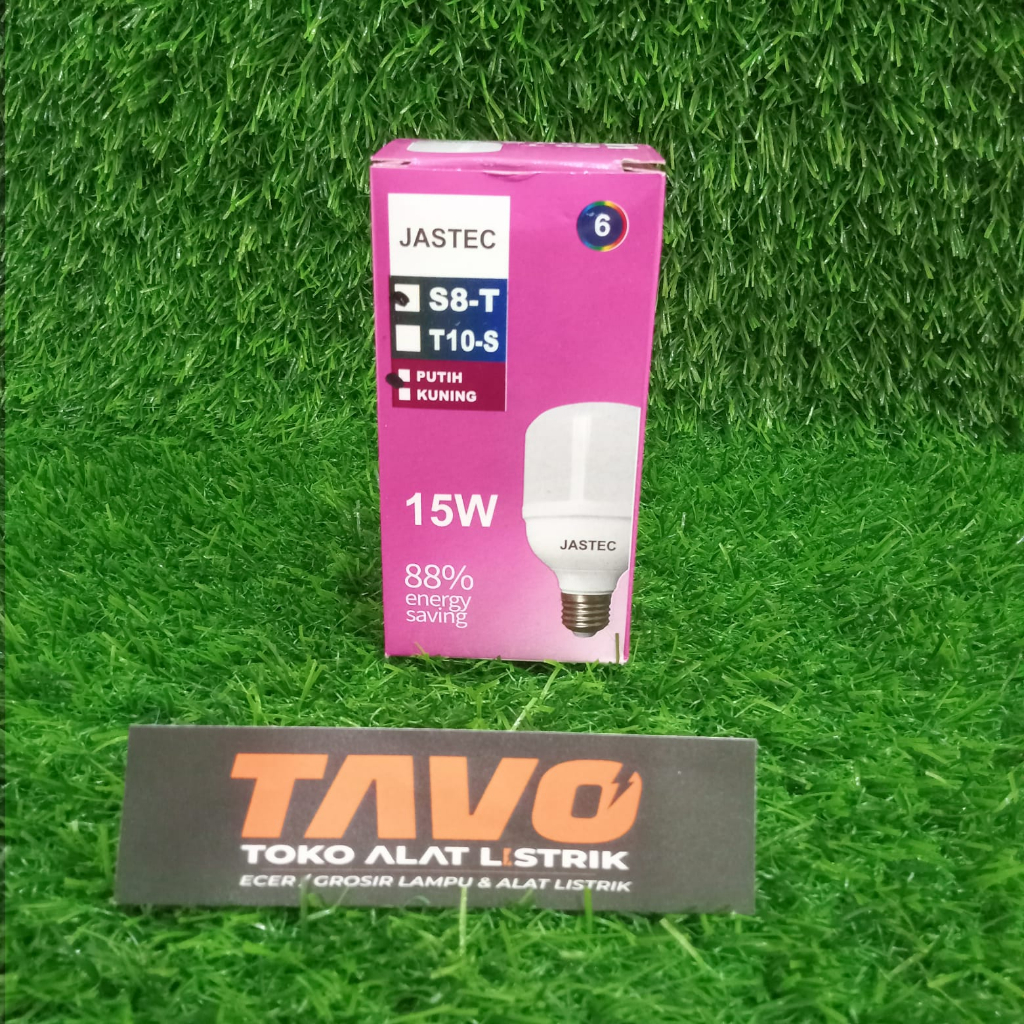 JASTEC
6
S8-T
T10-S
PUTIH
KUNING
15W
JASTEC
88%
energy
saving
TAVO
TOKO ALAT LISTRIK
ECER / GROSIR LAMPU & ALAT LISTRIK